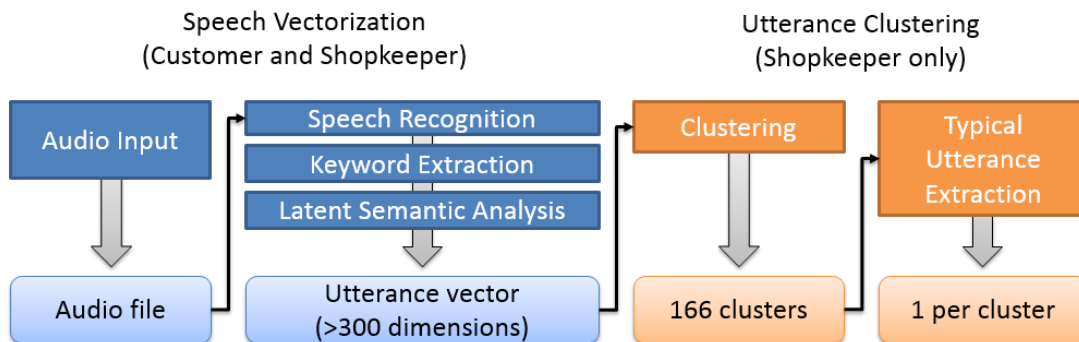 Speech Vectorization
(Customer and Shopkeeper)
Utterance Clustering
(Shopkeeper only)
Audio Input
Speech Recognition
Keyword Extraction
Latent Semantic Analysis
Clustering
Typical
Utterance
Extraction
Audio file
Utterance vector
(>300 dimensions)
166 clusters
1 per cluster